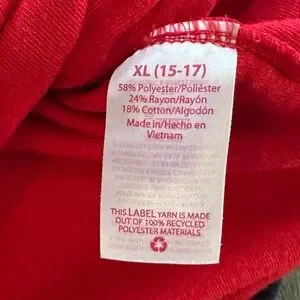 XL (15-17)
58% Polyester/Poliéster
24% Rayon/Rayón
18% Cotton/Algodón
Made in/Hecho en
Vietnam
THIS LABEL YARN IS MADE
OUT OF 100% RECYCLED
POLYESTER MATERIALS